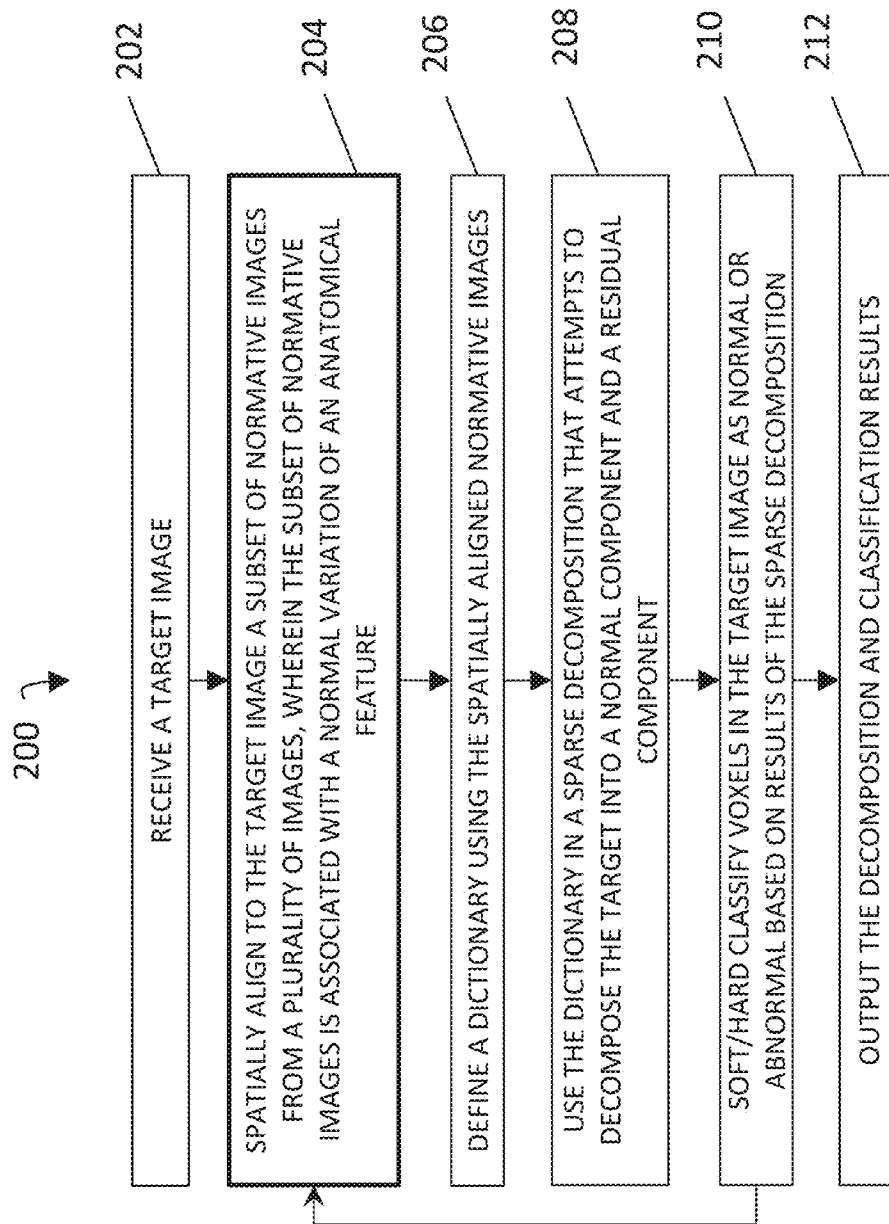 200
RECEIVE A TARGET IMAGE
202
SPATIALLY ALIGN TO THE TARGET IMAGE A SUBSET OF NORMATIVE IMAGES
FROM A PLURALITY OF IMAGES, WHEREIN THE SUBSET OF NORMATIVE
IMAGES IS ASSOCIATED WITH A NORMAL VARIATION OF AN ANATOMICAL
FEATURE
204
DEFINE A DICTIONARY USING THE SPATIALLY ALIGNED NORMATIVE IMAGES
206
USE THE DICTIONARY IN A SPARSE DECOMPOSITION THAT ATTEMPTS TO
DECOMPOSE THE TARGET INTO A NORMAL COMPONENT AND A RESIDUAL
COMPONENT
208
SOFT/HARD CLASSIFY VOXELS IN THE TARGET IMAGE AS NORMAL OR
ABNORMAL BASED ON RESULTS OF THE SPARSE DECOMPOSITION
210
OUTPUT THE DECOMPOSITION AND CLASSIFICATION RESULTS
212